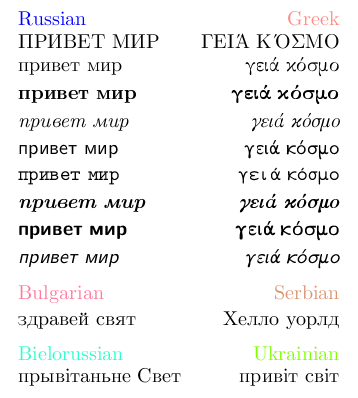 Russian Greek
ПРИВЕТ МИР ΓΕΙΆ ΚΌΣΜΟ
привет мир γειά κόσμο
привет мир γειά κόσμο
привет мир γειά κόσμο
привет мир γειά κόσμο
привет мир γειά κόσμο
привет мир γειά κόσμο
привет мир γειά κόσμο
привет мир γειά κόσμο
Bulgarian Serbian
здравей свят Хелло уорлд
Bielorussian Ukrainian
прывітаньне Свет привіт світ